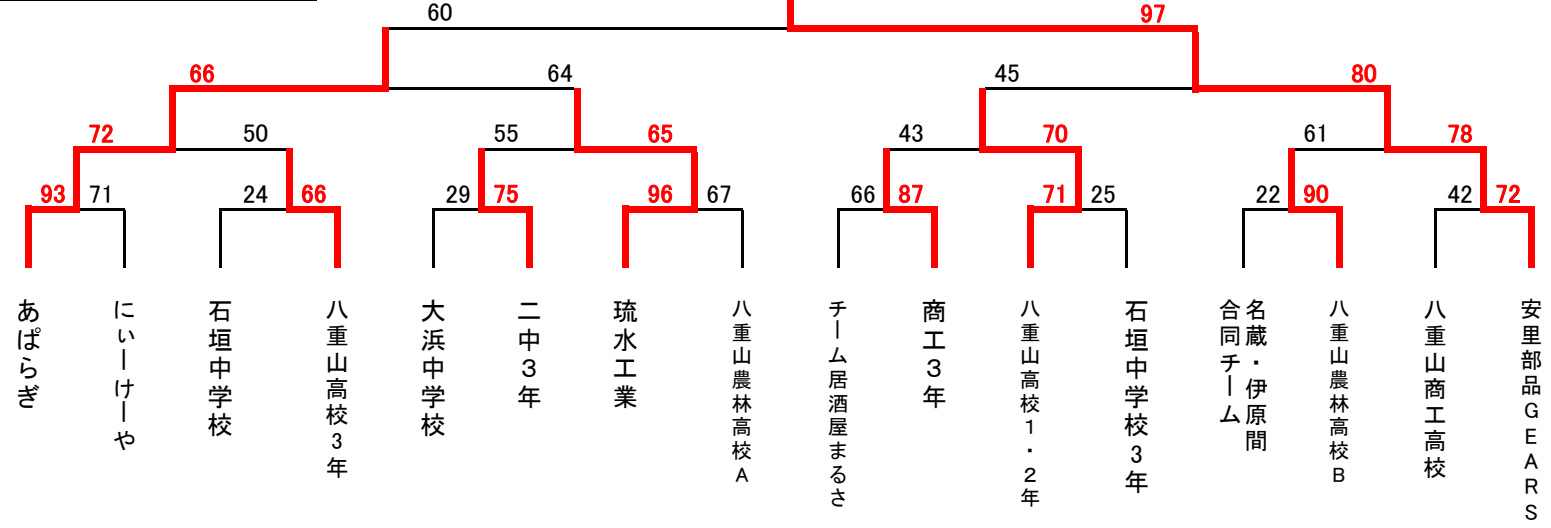 60
97
66
64
45
80
72
50
55
65
43
70
61
78
93
71
24
66
29
75
96
67
66
87
71
25
22
90
42
72
あぱらぎ
にぃーけーや
石垣中学校
八重山高校3年
大浜中学校
二中3年
琉水工業
八重山農林高校A
チーム居酒屋まるさ
商工3年
八重山高校1・2年
石垣中学校3年
名蔵・伊原間
合同チーム
八重山農林高校B
八重山商工高校
安里部品GEARS